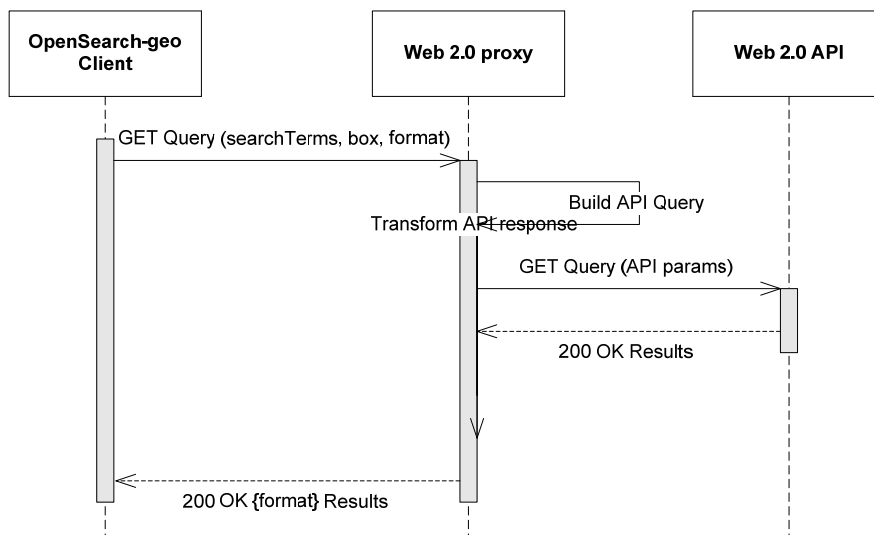 OpenSearch-geo
Client
Web 2.0 proxy
Web 2.0 API
GET Query (searchTerms, box, format)
Build API Query
Transform API response
GET Query (API params)
200 OK Results
200 OK {format} Results